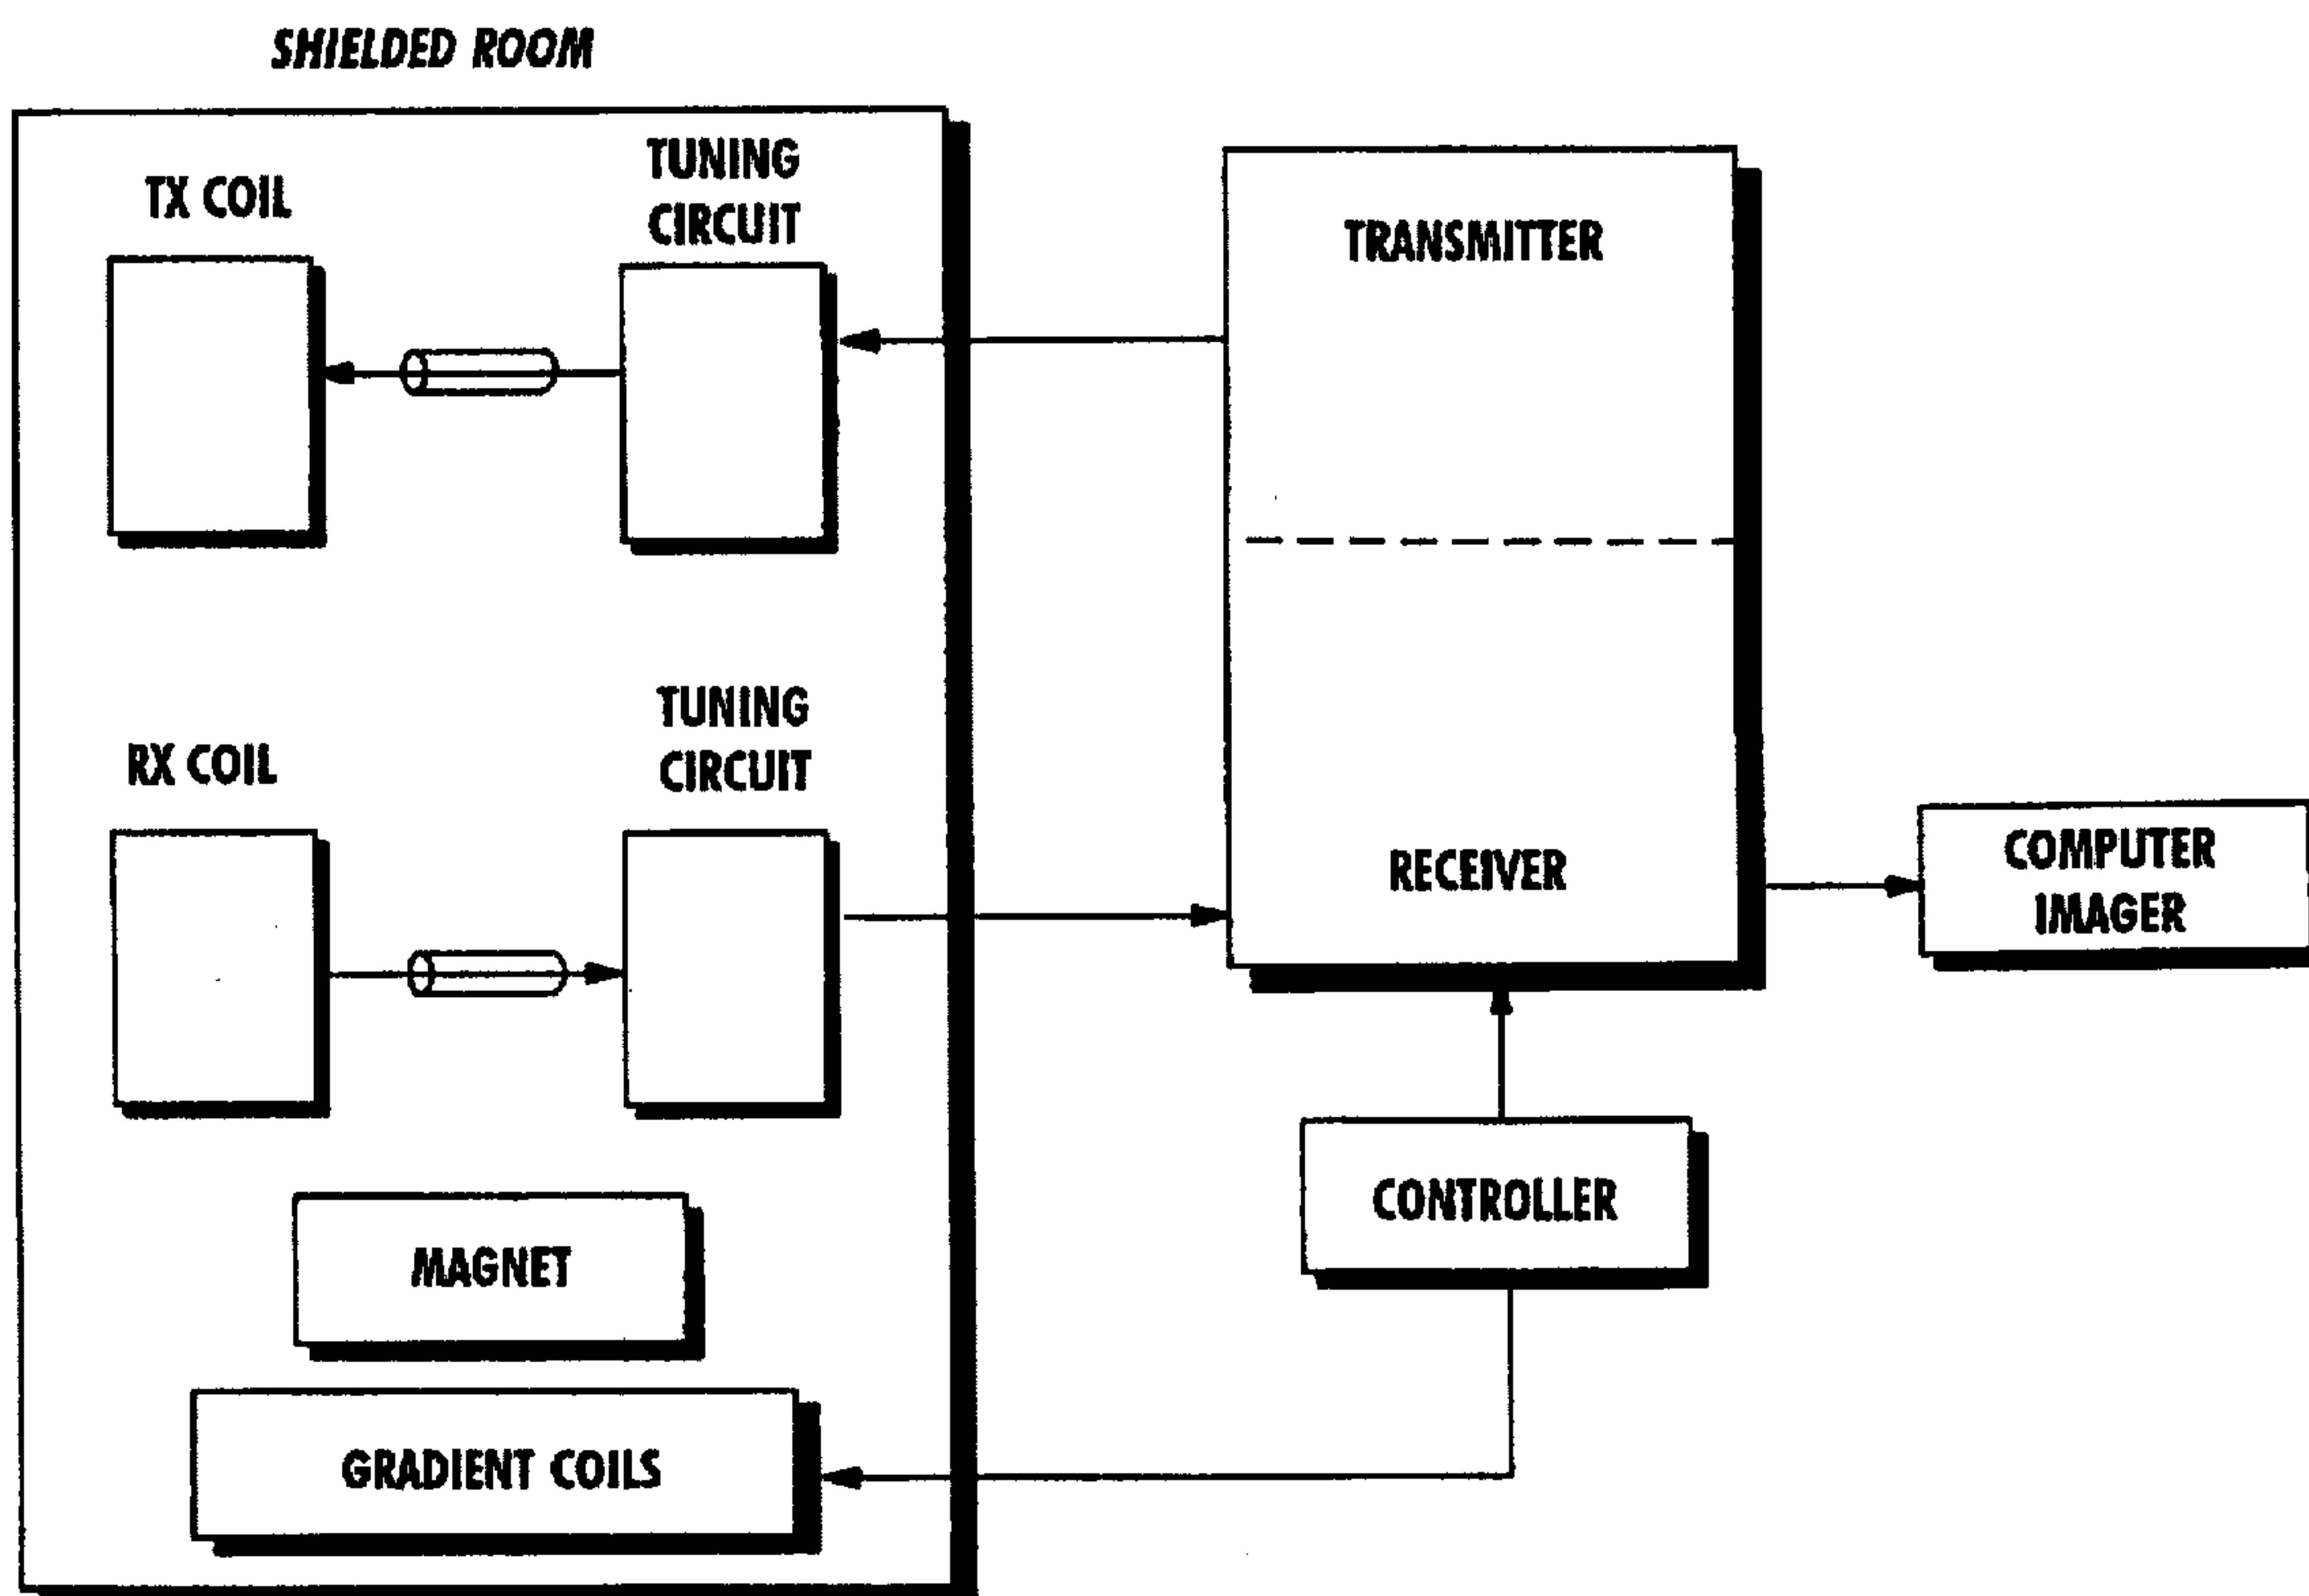 SHIELDED ROOM
TX COIL
TUNING
CIRCUIT
TRANSMITTER
RX COIL
TUNING
CIRCUIT
RECEIVER
COMPUTER
IMAGER
CONTROLLER
MAGNET
GRADIENT COILS